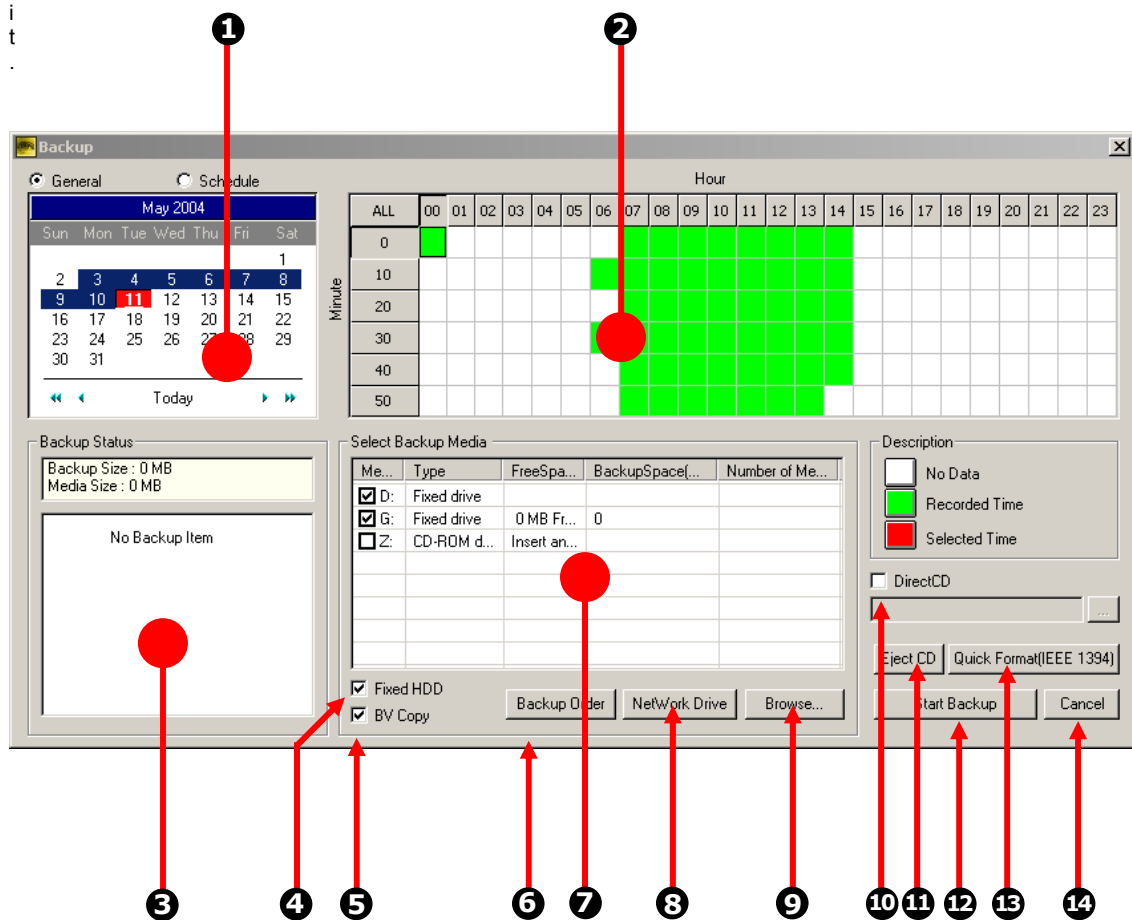 i
t
.
1 2
Backup
General Schedule
May 2004
Sun Mon Tue Wed Thu Fri Sat
1
2 3 4 5 6 7 8
9 10 11 12 13 14 15
16 17 18 19 20 21 22
23 24 25 26 27 28 29
30 31
Today
Hour
ALL 00 01 02 03 04 05 06 07 08 09 10 11 12 13 14 15 16 17 18 19 20 21 22 23
Minute
0
10
20
30
40
50
Backup Status
Backup Size : 0 MB
Media Size : 0 MB
No Backup Item
Select Backup Media
Me... Type FreeSpa... BackupSpace(... Number of Me...
D: Fixed drive
G: Fixed drive 0 MB Fr... 0
Z: CD-ROM d... Insert an...
Fixed HDD
BV Copy
Backup Order NetWork Drive Browse...
Description
No Data
Recorded Time
Selected Time
DirectCD
...
Eject CD Quick Format(IEEE 1394)
Start Backup Cancel
3 4 5 6 7 8 9 10 11 12 13 14